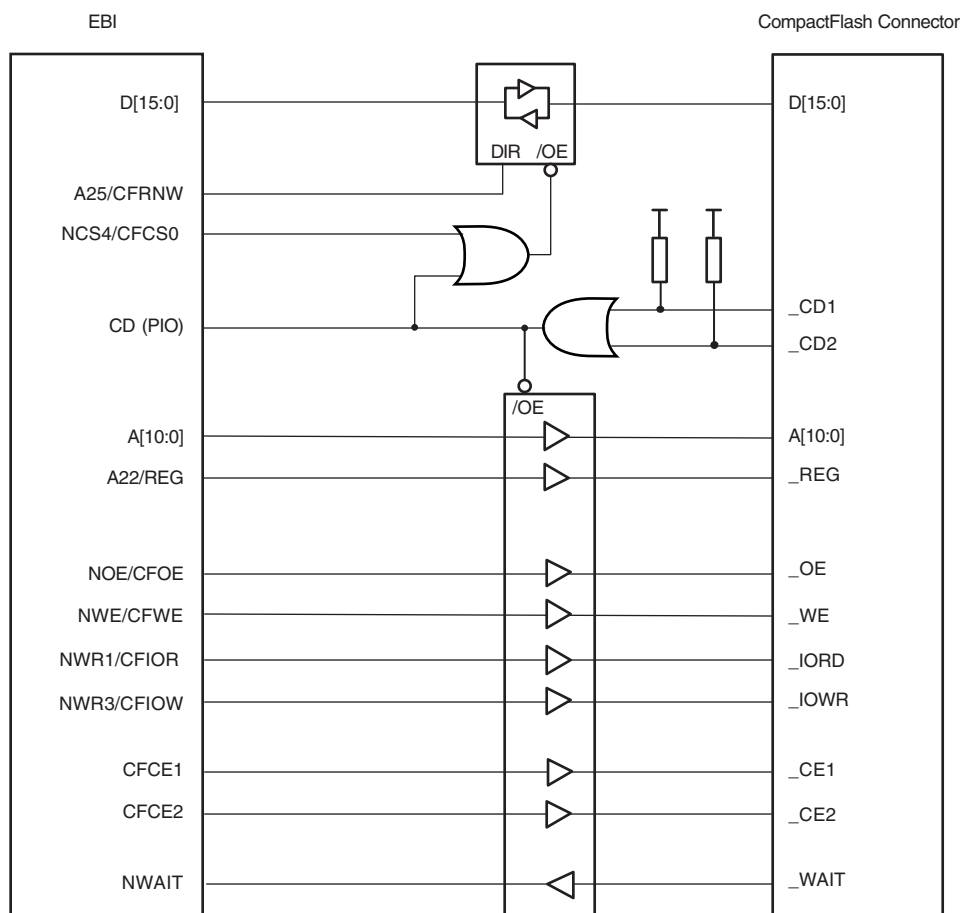 EBI CompactFlash Connector
D[15:0] D[15:0]
DIR /OE
A25/CFRNW
NCS4/CFCS0
_CD1
CD (PIO)
_CD2
/OE
A[10:0] A[10:0]
A22/REG _REG
NOE/CFOE _OE
NWE/CFWE _WE
NWR1/CFIOR _IORD
NWR3/CFIOW _IOWR
CFCE1 _CE1
CFCE2 _CE2
NWAIT _WAIT